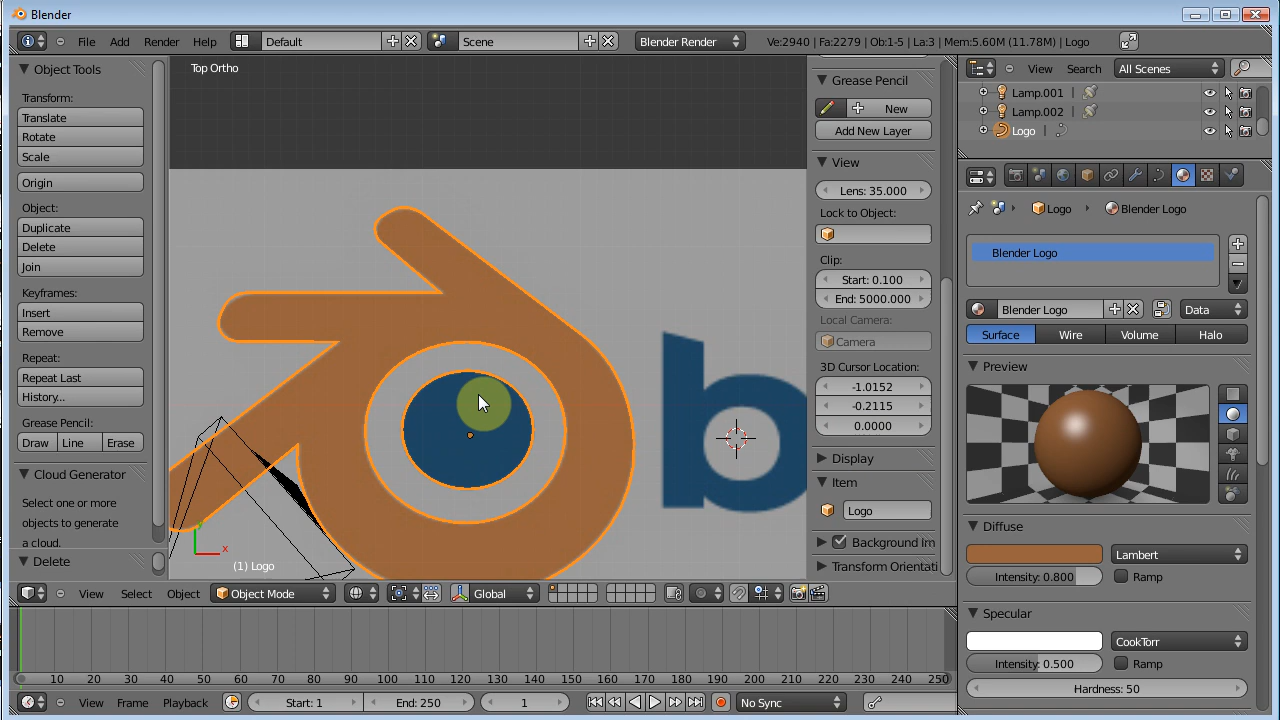 Blender
File Add Render Help Default Scene Blender Render Ve:2940 | Fa:2279 | Ob:1-5 | La:3 | Mem:5.60M (11.78M) | Logo
Object Tools
Transform:
Translate
Rotate
Scale
Origin
Object:
Duplicate
Delete
Join
Keyframes:
Insert
Remove
Repeat:
Repeat Last
History...
Grease Pencil:
Draw Line Erase
Cloud Generator
Select one or more
objects to generate
a cloud.
Delete
Top Ortho
b
y
x
(1) Logo
Grease Pencil
New
Add New Layer
View
Lens: 35.000
Lock to Object:
Clip:
Start: 0.100
End: 5000.000
Local Camera:
Camera
3D Cursor Location:
-1.0152
-0.2115
0.0000
Display
Item
Logo
Background Im
Transform Orientati
View Search All Scenes
Lamp.001 |
Lamp.002 |
Logo |
Logo Blender Logo
Blender Logo
Blender Logo Data
Surface Wire Volume Halo
Preview
Diffuse
Lambert
Intensity: 0.800 Ramp
Specular
CookTorr
Intensity: 0.500 Ramp
Hardness: 50
View Select Object Object Mode Global
10 20 30 40 50 60 70 80 90 100 110 120 130 140 150 160 170 180 190 200 210 220 230 240 250
View Frame Playback Start: 1 End: 250 1 No Sync